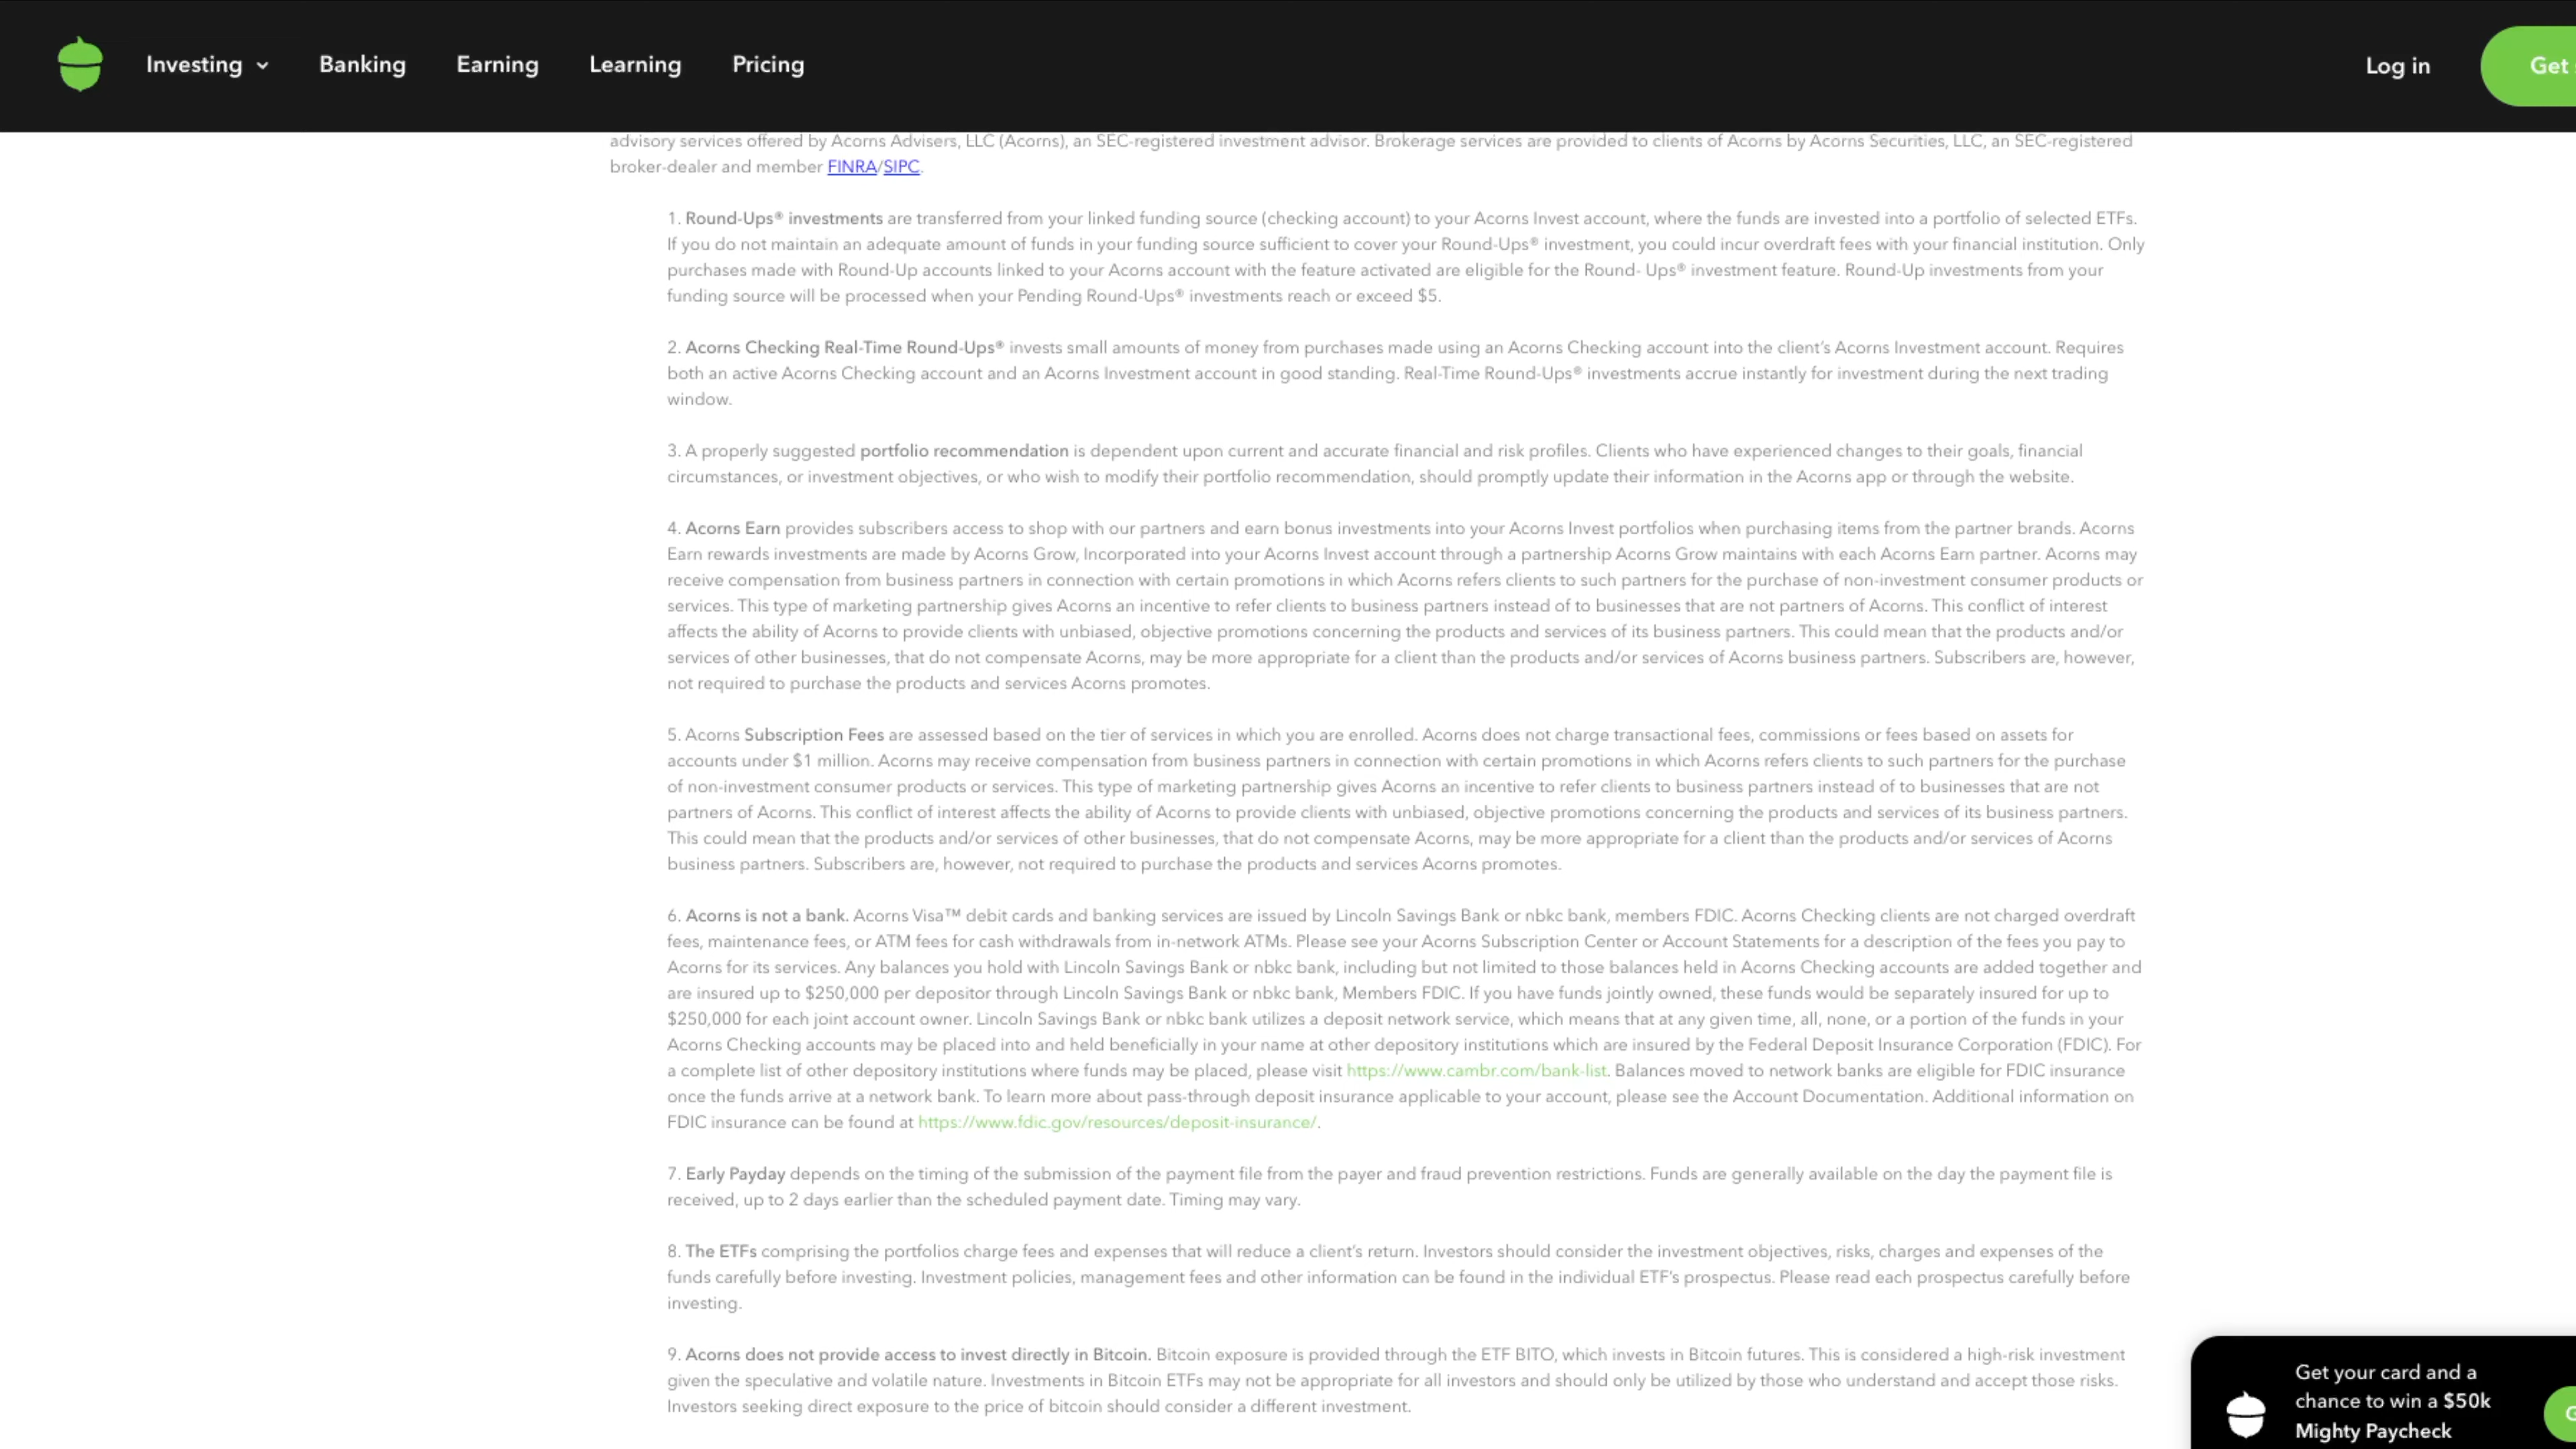 Investing Banking Earning Learning Pricing Log in Get
advisory services offered by Acorns Advisers, LLC (Acorns), an SEC-registered investment advisor. Brokerage services are provided to clients of Acorns by Acorns Securities, LLC, an SEC-registered
broker-dealer and member FINRA/SIPC.
1. Round-Ups® investments are transferred from your linked funding source (checking account) to your Acorns Invest account, where the funds are invested into a portfolio of selected ETFs.
If you do not maintain an adequate amount of funds in your funding source sufficient to cover your Round-Ups® investment, you could incur overdraft fees with your financial institution. Only
purchases made with Round-Up accounts linked to your Acorns account with the feature activated are eligible for the Round- Ups® investment feature. Round-Up investments from your
funding source will be processed when your Pending Round-Ups® investments reach or exceed $5.
2. Acorns Checking Real-Time Round-Ups® invests small amounts of money from purchases made using an Acorns Checking account into the client’s Acorns Investment account. Requires
both an active Acorns Checking account and an Acorns Investment account in good standing. Real-Time Round-Ups® investments accrue instantly for investment during the next trading
window.
3. A properly suggested portfolio recommendation is dependent upon current and accurate financial and risk profiles. Clients who have experienced changes to their goals, financial
circumstances, or investment objectives, or who wish to modify their portfolio recommendation, should promptly update their information in the Acorns app or through the website.
4. Acorns Earn provides subscribers access to shop with our partners and earn bonus investments into your Acorns Invest portfolios when purchasing items from the partner brands. Acorns
Earn rewards investments are made by Acorns Grow, Incorporated into your Acorns Invest account through a partnership Acorns Grow maintains with each Acorns Earn partner. Acorns may
receive compensation from business partners in connection with certain promotions in which Acorns refers clients to such partners for the purchase of non-investment consumer products or
services. This type of marketing partnership gives Acorns an incentive to refer clients to business partners instead of to businesses that are not partners of Acorns. This conflict of interest
affects the ability of Acorns to provide clients with unbiased, objective promotions concerning the products and services of its business partners. This could mean that the products and/or
services of other businesses, that do not compensate Acorns, may be more appropriate for a client than the products and/or services of Acorns business partners. Subscribers are, however,
not required to purchase the products and services Acorns promotes.
5. Acorns Subscription Fees are assessed based on the tier of services in which you are enrolled. Acorns does not charge transactional fees, commissions or fees based on assets for
accounts under $1 million. Acorns may receive compensation from business partners in connection with certain promotions in which Acorns refers clients to such partners for the purchase
of non-investment consumer products or services. This type of marketing partnership gives Acorns an incentive to refer clients to business partners instead of to businesses that are not
partners of Acorns. This conflict of interest affects the ability of Acorns to provide clients with unbiased, objective promotions concerning the products and services of its business partners.
This could mean that the products and/or services of other businesses, that do not compensate Acorns, may be more appropriate for a client than the products and/or services of Acorns
business partners. Subscribers are, however, not required to purchase the products and services Acorns promotes.
6. Acorns is not a bank. Acorns Visa™ debit cards and banking services are issued by Lincoln Savings Bank or nbkc bank, members FDIC. Acorns Checking clients are not charged overdraft
fees, maintenance fees, or ATM fees for cash withdrawals from in-network ATMs. Please see your Acorns Subscription Center or Account Statements for a description of the fees you pay to
Acorns for its services. Any balances you hold with Lincoln Savings Bank or nbkc bank, including but not limited to those balances held in Acorns Checking accounts are added together and
are insured up to $250,000 per depositor through Lincoln Savings Bank or nbkc bank, Members FDIC. If you have funds jointly owned, these funds would be separately insured for up to
$250,000 for each joint account owner. Lincoln Savings Bank or nbkc bank utilizes a deposit network service, which means that at any given time, all, none, or a portion of the funds in your
Acorns Checking accounts may be placed into and held beneficially in your name at other depository institutions which are insured by the Federal Deposit Insurance Corporation (FDIC). For
a complete list of other depository institutions where funds may be placed, please visit https://www.cambr.com/bank-list. Balances moved to network banks are eligible for FDIC insurance
once the funds arrive at a network bank. To learn more about pass-through deposit insurance applicable to your account, please see the Account Documentation. Additional information on
FDIC insurance can be found at https://www.fdic.gov/resources/deposit-insurance/.
7. Early Payday depends on the timing of the submission of the payment file from the payer and fraud prevention restrictions. Funds are generally available on the day the payment file is
received, up to 2 days earlier than the scheduled payment date. Timing may vary.
8. The ETFs comprising the portfolios charge fees and expenses that will reduce a client’s return. Investors should consider the investment objectives, risks, charges and expenses of the
funds carefully before investing. Investment policies, management fees and other information can be found in the individual ETF’s prospectus. Please read each prospectus carefully before
investing.
9. Acorns does not provide access to invest directly in Bitcoin. Bitcoin exposure is provided through the ETF BITO, which invests in Bitcoin futures. This is considered a high-risk investment
given the speculative and volatile nature. Investments in Bitcoin ETFs may not be appropriate for all investors and should only be utilized by those who understand and accept those risks.
Investors seeking direct exposure to the price of bitcoin should consider a different investment.
Get your card and a
chance to win a $50k
Mighty Paycheck